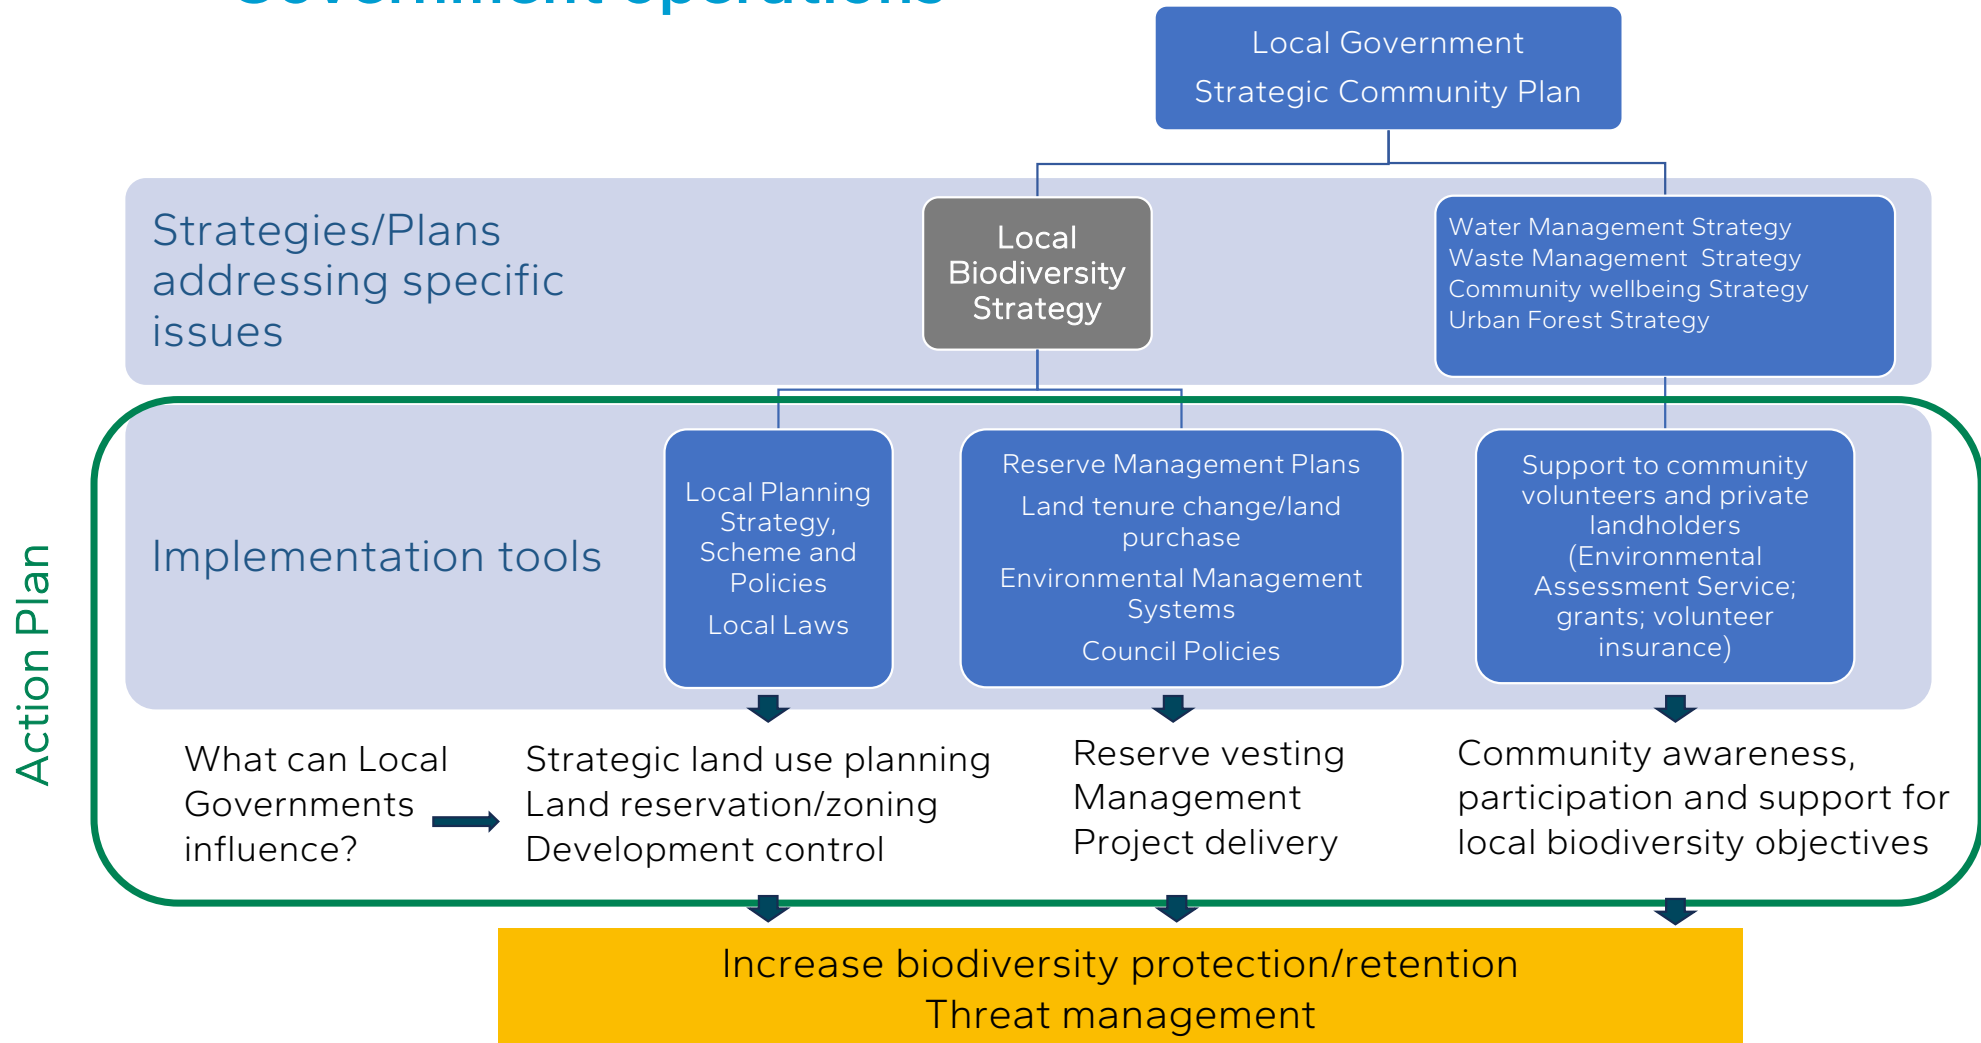 Government operations
Local Government
Strategic Community Plan
Strategies/Plans
addressing specific
issues
Local
Biodiversity
Strategy
Water Management Strategy
Waste Management Strategy
Community wellbeing Strategy
Urban Forest Strategy
Action Plan
Implementation tools
Local Planning
Strategy,
Scheme and
Policies
Local Laws
Reserve Management Plans
Land tenure change/land
purchase
Environmental Management
Systems
Council Policies
Support to community
volunteers and private
landholders
(Environmental
Assessment Service;
grants; volunteer
insurance)
What can Local
Governments
influence?
Strategic land use planning
Land reservation/zoning
Development control
Reserve vesting
Management
Project delivery
Community awareness,
participation and support for
local biodiversity objectives
Increase biodiversity protection/retention
Threat management